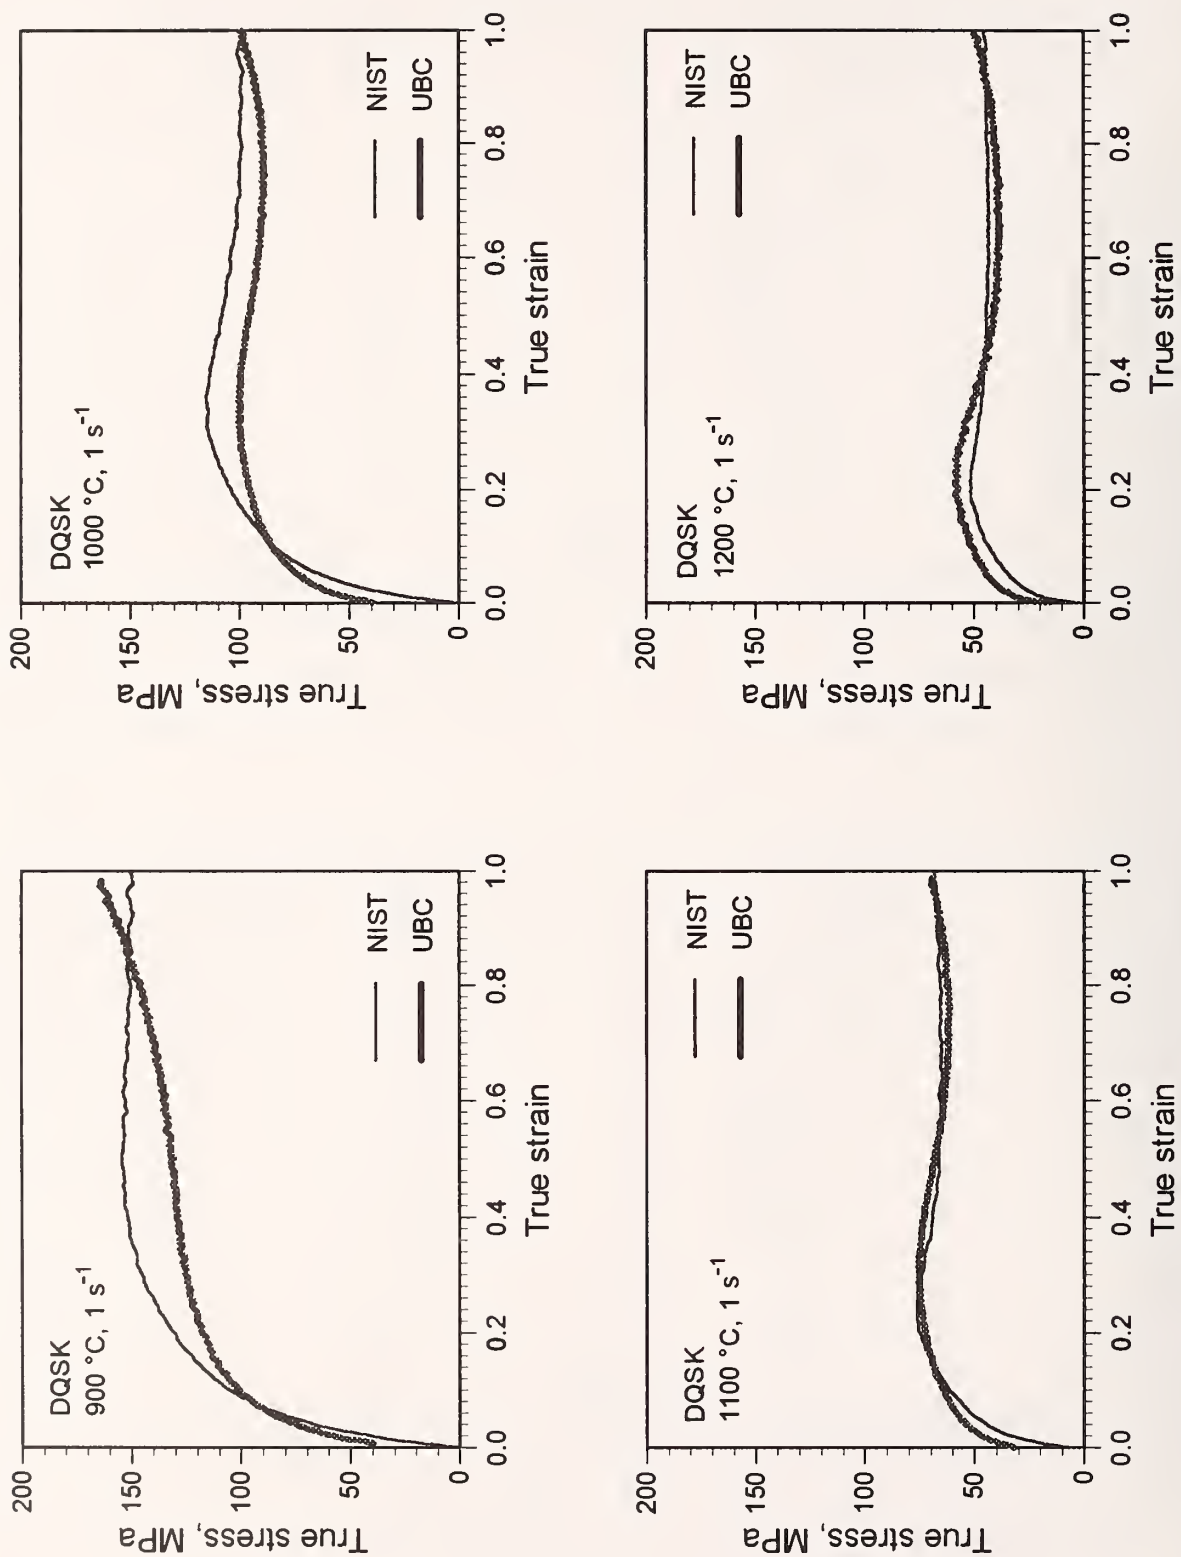 True stress, MPa
200
150
100
50
0
DQSK
900 °C, 1 s⁻¹
NIST
UBC
0.0 0.2 0.4 0.6 0.8 1.0
True strain
True stress, MPa
200
150
100
50
0
DQSK
1000 °C, 1 s⁻¹
NIST
UBC
0.0 0.2 0.4 0.6 0.8 1.0
True strain
True stress, MPa
200
150
100
50
0
DQSK
1100 °C, 1 s⁻¹
NIST
UBC
0.0 0.2 0.4 0.6 0.8 1.0
True strain
True stress, MPa
200
150
100
50
0
DQSK
1200 °C, 1 s⁻¹
NIST
UBC
0.0 0.2 0.4 0.6 0.8 1.0
True strain